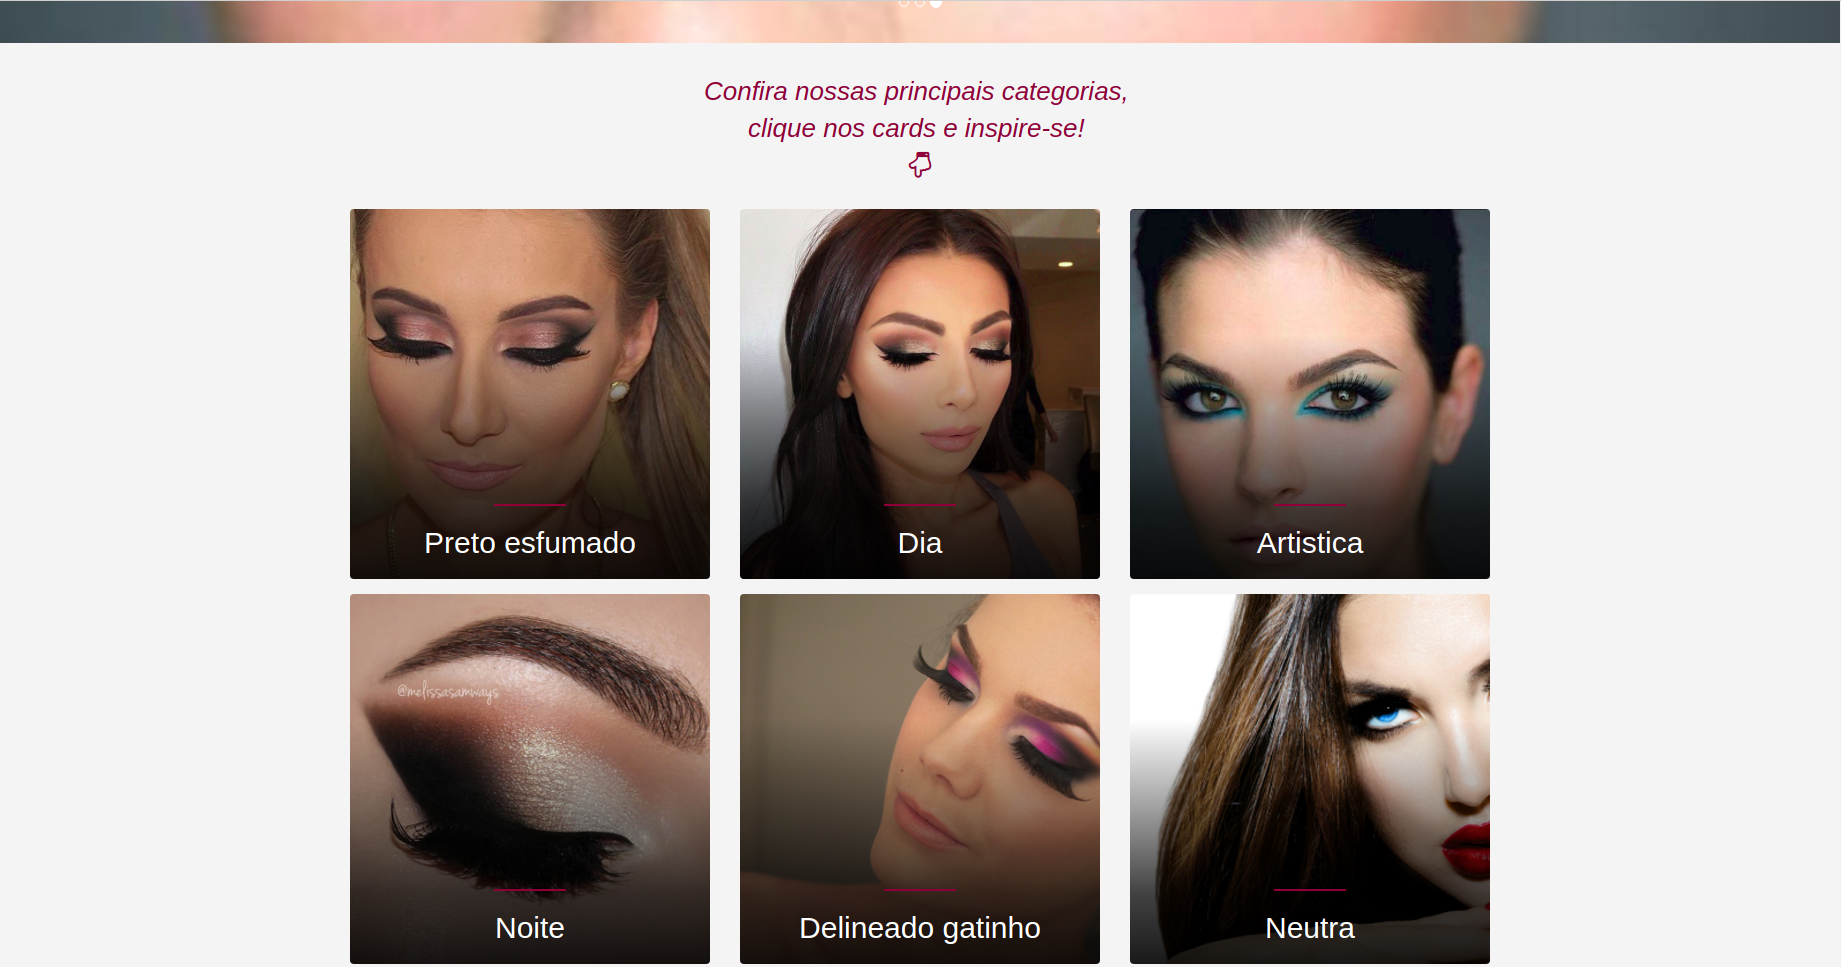 Confira nossas principais categorias,
clique nos cards e inspire-se!
Preto esfumado
Dia
Artistica
@melissasamways
Noite
Delineado gatinho
Neutra